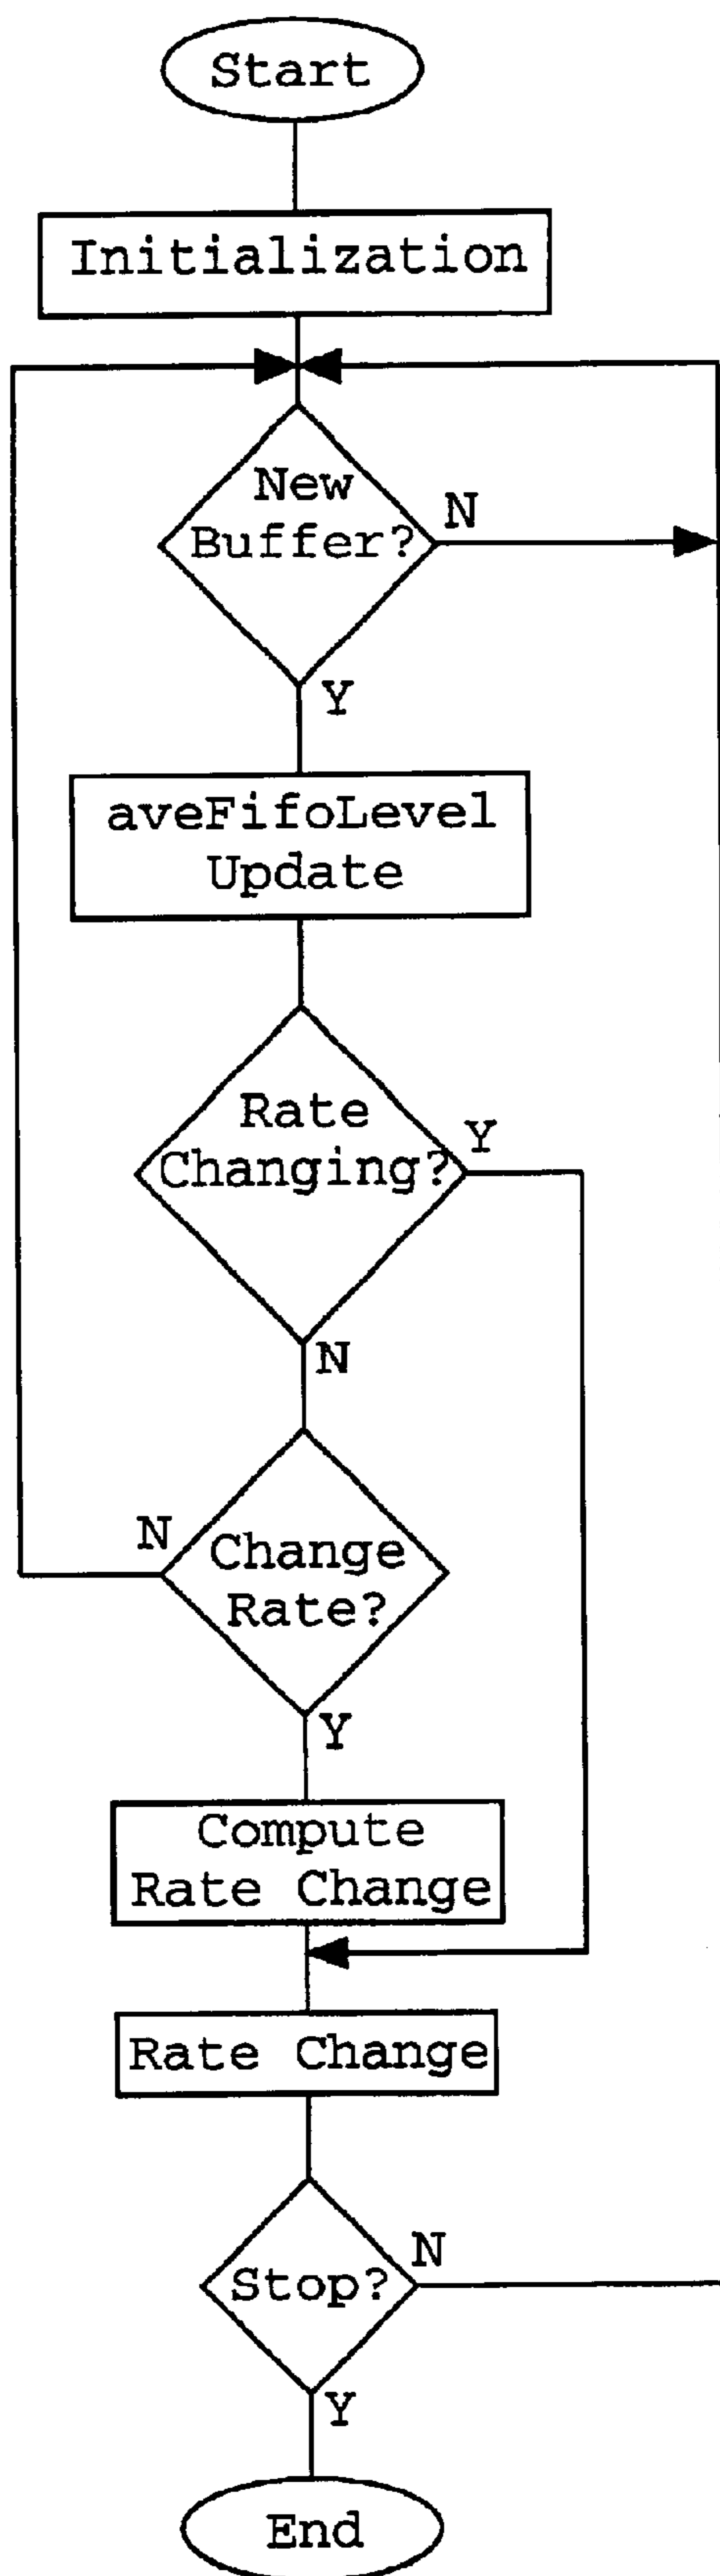 Start
Initialization
New
Buffer?
N
Y
aveFifoLevel
Update
Rate
Changing?
Y
N
N
Change
Rate?
Y
Compute
Rate Change
Rate Change
N
Stop?
Y
End